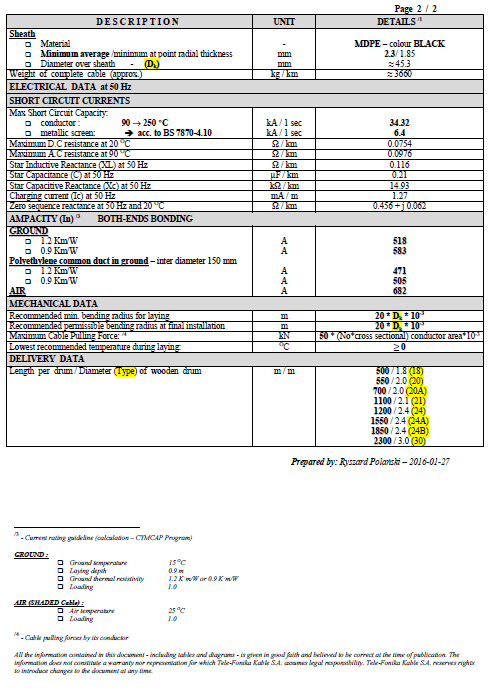 Page 2 / 2
DESCRIPTION UNIT DETAILS /1
Sheath
❑ Material - MDPE – colour BLACK
❑ Minimum average /minimum at point radial thickness mm 2.3/ 1.85
❑ Diameter over sheath - (Dk) mm ≈45.3
Weight of complete cable (approx.) kg / km ≈3660
ELECTRICAL DATA at 50 Hz
SHORT CIRCUIT CURRENTS
Max Short Circuit Capacity:
❑ conductor : 90 → 250 °C kA / 1 sec 34.32
❑ metallic screen: ➔ acc. to BS 7870-4.10 kA / 1 sec 6.4
Maximum D.C resistance at 20 °C Ω / km 0.0754
Maximum A.C resistance at 90 °C Ω / km 0.0976
Star Inductive Reactance (XL) at 50 Hz Ω / km 0.116
Star Capacitance (C) at 50 Hz µF / km 0.21
Star Capacitive Reactance (Xc) at 50 Hz kΩ / km 14.93
Charging current (Ic) at 50 Hz mA / m 1.27
Zero sequence reactance at 50 Hz and 20 °C Ω / km 0.456 + j 0.062
AMPACITY (In) /3 BOTH-ENDS BONDING
GROUND
❑ 1.2 Km/W A 518
❑ 0.9 Km/W A 583
Polyethylene common duct in ground – inter diameter 150 mm
❑ 1.2 Km/W A 471
❑ 0.9 Km/W A 505
AIR A 682
MECHANICAL DATA
Recommended min. bending radius for laying m 20 * Dk * 10-3
Recommended permissible bending radius at final installation m 20 * Dk * 10-3
Maximum Cable Pulling Force: /4 kN 50 * (No*cross sectional) conductor area*10-3
Lowest recommended temperature during laying: °C ≥ 0
DELIVERY DATA
Length per drum / Diameter (Type) of wooden drum m / m 500 / 1.8 (18)
550 / 2.0 (20)
700 / 2.0 (20A)
1100 / 2.1 (21)
1200 / 2.4 (24)
1550 / 2.4 (24A)
1850 / 2.4 (24B)
2300 / 3.0 (30)
Prepared by: Ryszard Polański – 2016-01-27
/3 - Current rating guideline (calculation – CYMCAP Program)
GROUND :
❑ Ground temperature 15 °C
❑ Laying depth 0.9 m
❑ Ground thermal resistivity 1.2 K·m/W or 0.9 K·m/W
❑ Loading 1.0
AIR (SHADED Cable) :
❑ Air temperature 25 °C
❑ Loading 1.0
/4 - Cable pulling forces by its conductor
All the information contained in this document - including tables and diagrams - is given in good faith and believed to be correct at the time of publication. The
information does not constitute a warranty nor representation for which Tele-Fonika Kable S.A. assumes legal responsibility. Tele-Fonika Kable S.A. reserves rights
to introduce changes to the document at any time.